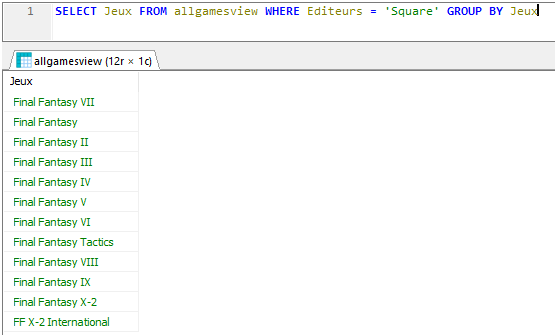 1 SELECT Jeux FROM allgamesview WHERE Editeurs = 'Square' GROUP BY Jeux
allgamesview (12r × 1c)
Jeux
Final Fantasy VII
Final Fantasy
Final Fantasy II
Final Fantasy III
Final Fantasy IV
Final Fantasy V
Final Fantasy VI
Final Fantasy Tactics
Final Fantasy VIII
Final Fantasy IX
Final Fantasy X-2
FF X-2 International